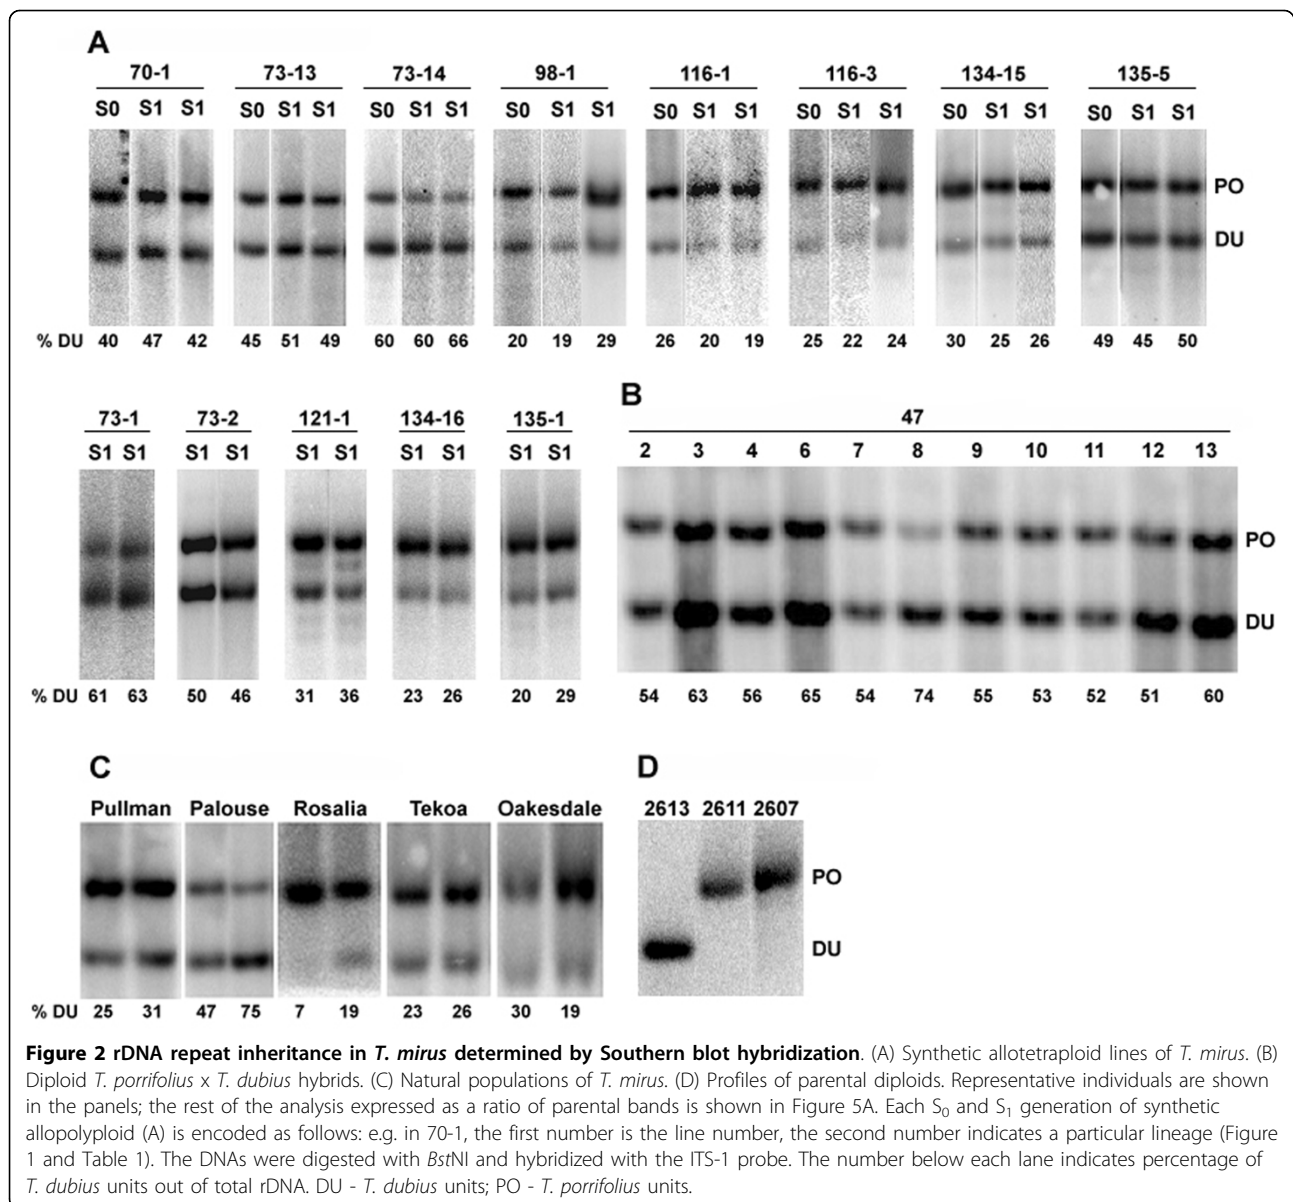 A
70-1 73-13 73-14 98-1 116-1 116-3 134-15 135-5
S0 S1 S1 S0 S1 S1 S0 S1 S1 S0 S1 S1 S0 S1 S1 S0 S1 S1 S0 S1 S1 S0 S1 S1
PO
DU
% DU 40 47 42 45 51 49 60 60 66 20 19 29 26 20 19 25 22 24 30 25 26 49 45 50
73-1 73-2 121-1 134-16 135-1
S1 S1 S1 S1 S1 S1 S1 S1 S1 S1
% DU 61 63 50 46 31 36 23 26 20 29
B
47
2 3 4 6 7 8 9 10 11 12 13
PO
DU
54 63 56 65 54 74 55 53 52 51 60
C
Pullman Palouse Rosalia Tekoa Oakesdale
% DU 25 31 47 75 7 19 23 26 30 19
D
2613 2611 2607
PO
DU
Figure 2 rDNA repeat inheritance in T. mirus determined by Southern blot hybridization. (A) Synthetic allotetraploid lines of T. mirus. (B)
Diploid T. porrifolius x T. dubius hybrids. (C) Natural populations of T. mirus. (D) Profiles of parental diploids. Representative individuals are shown
in the panels; the rest of the analysis expressed as a ratio of parental bands is shown in Figure 5A. Each S0 and S1 generation of synthetic
allopolyploid (A) is encoded as follows: e.g. in 70-1, the first number is the line number, the second number indicates a particular lineage (Figure
1 and Table 1). The DNAs were digested with BstNI and hybridized with the ITS-1 probe. The number below each lane indicates percentage of
T. dubius units out of total rDNA. DU - T. dubius units; PO - T. porrifolius units.